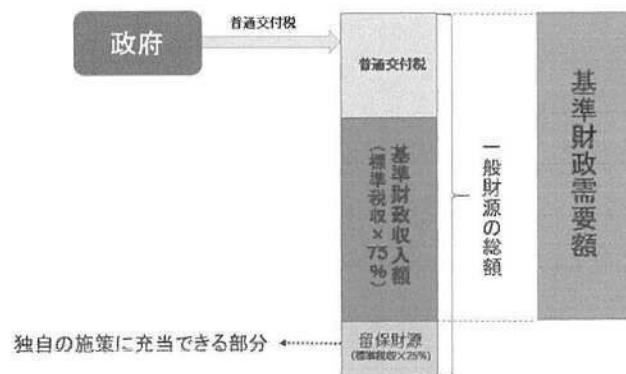 政府
普通交付税
普通交付税
基準財政収入額
(標準税収×75%)
一般財源の総額
基準財政需要額
独自の施策に充当できる部分
留保財源
(標準税収×25%)